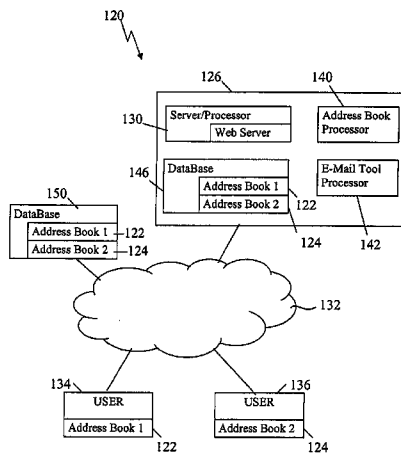 120
126
140
Server/Processor
130
Web Server
Address Book
Processor
146
DataBase
Address Book 1
122
Address Book 2
124
E-Mail Tool
Processor
142
150
DataBase
Address Book 1
122
Address Book 2
124
132
134
USER
Address Book 1
122
136
USER
Address Book 2
124